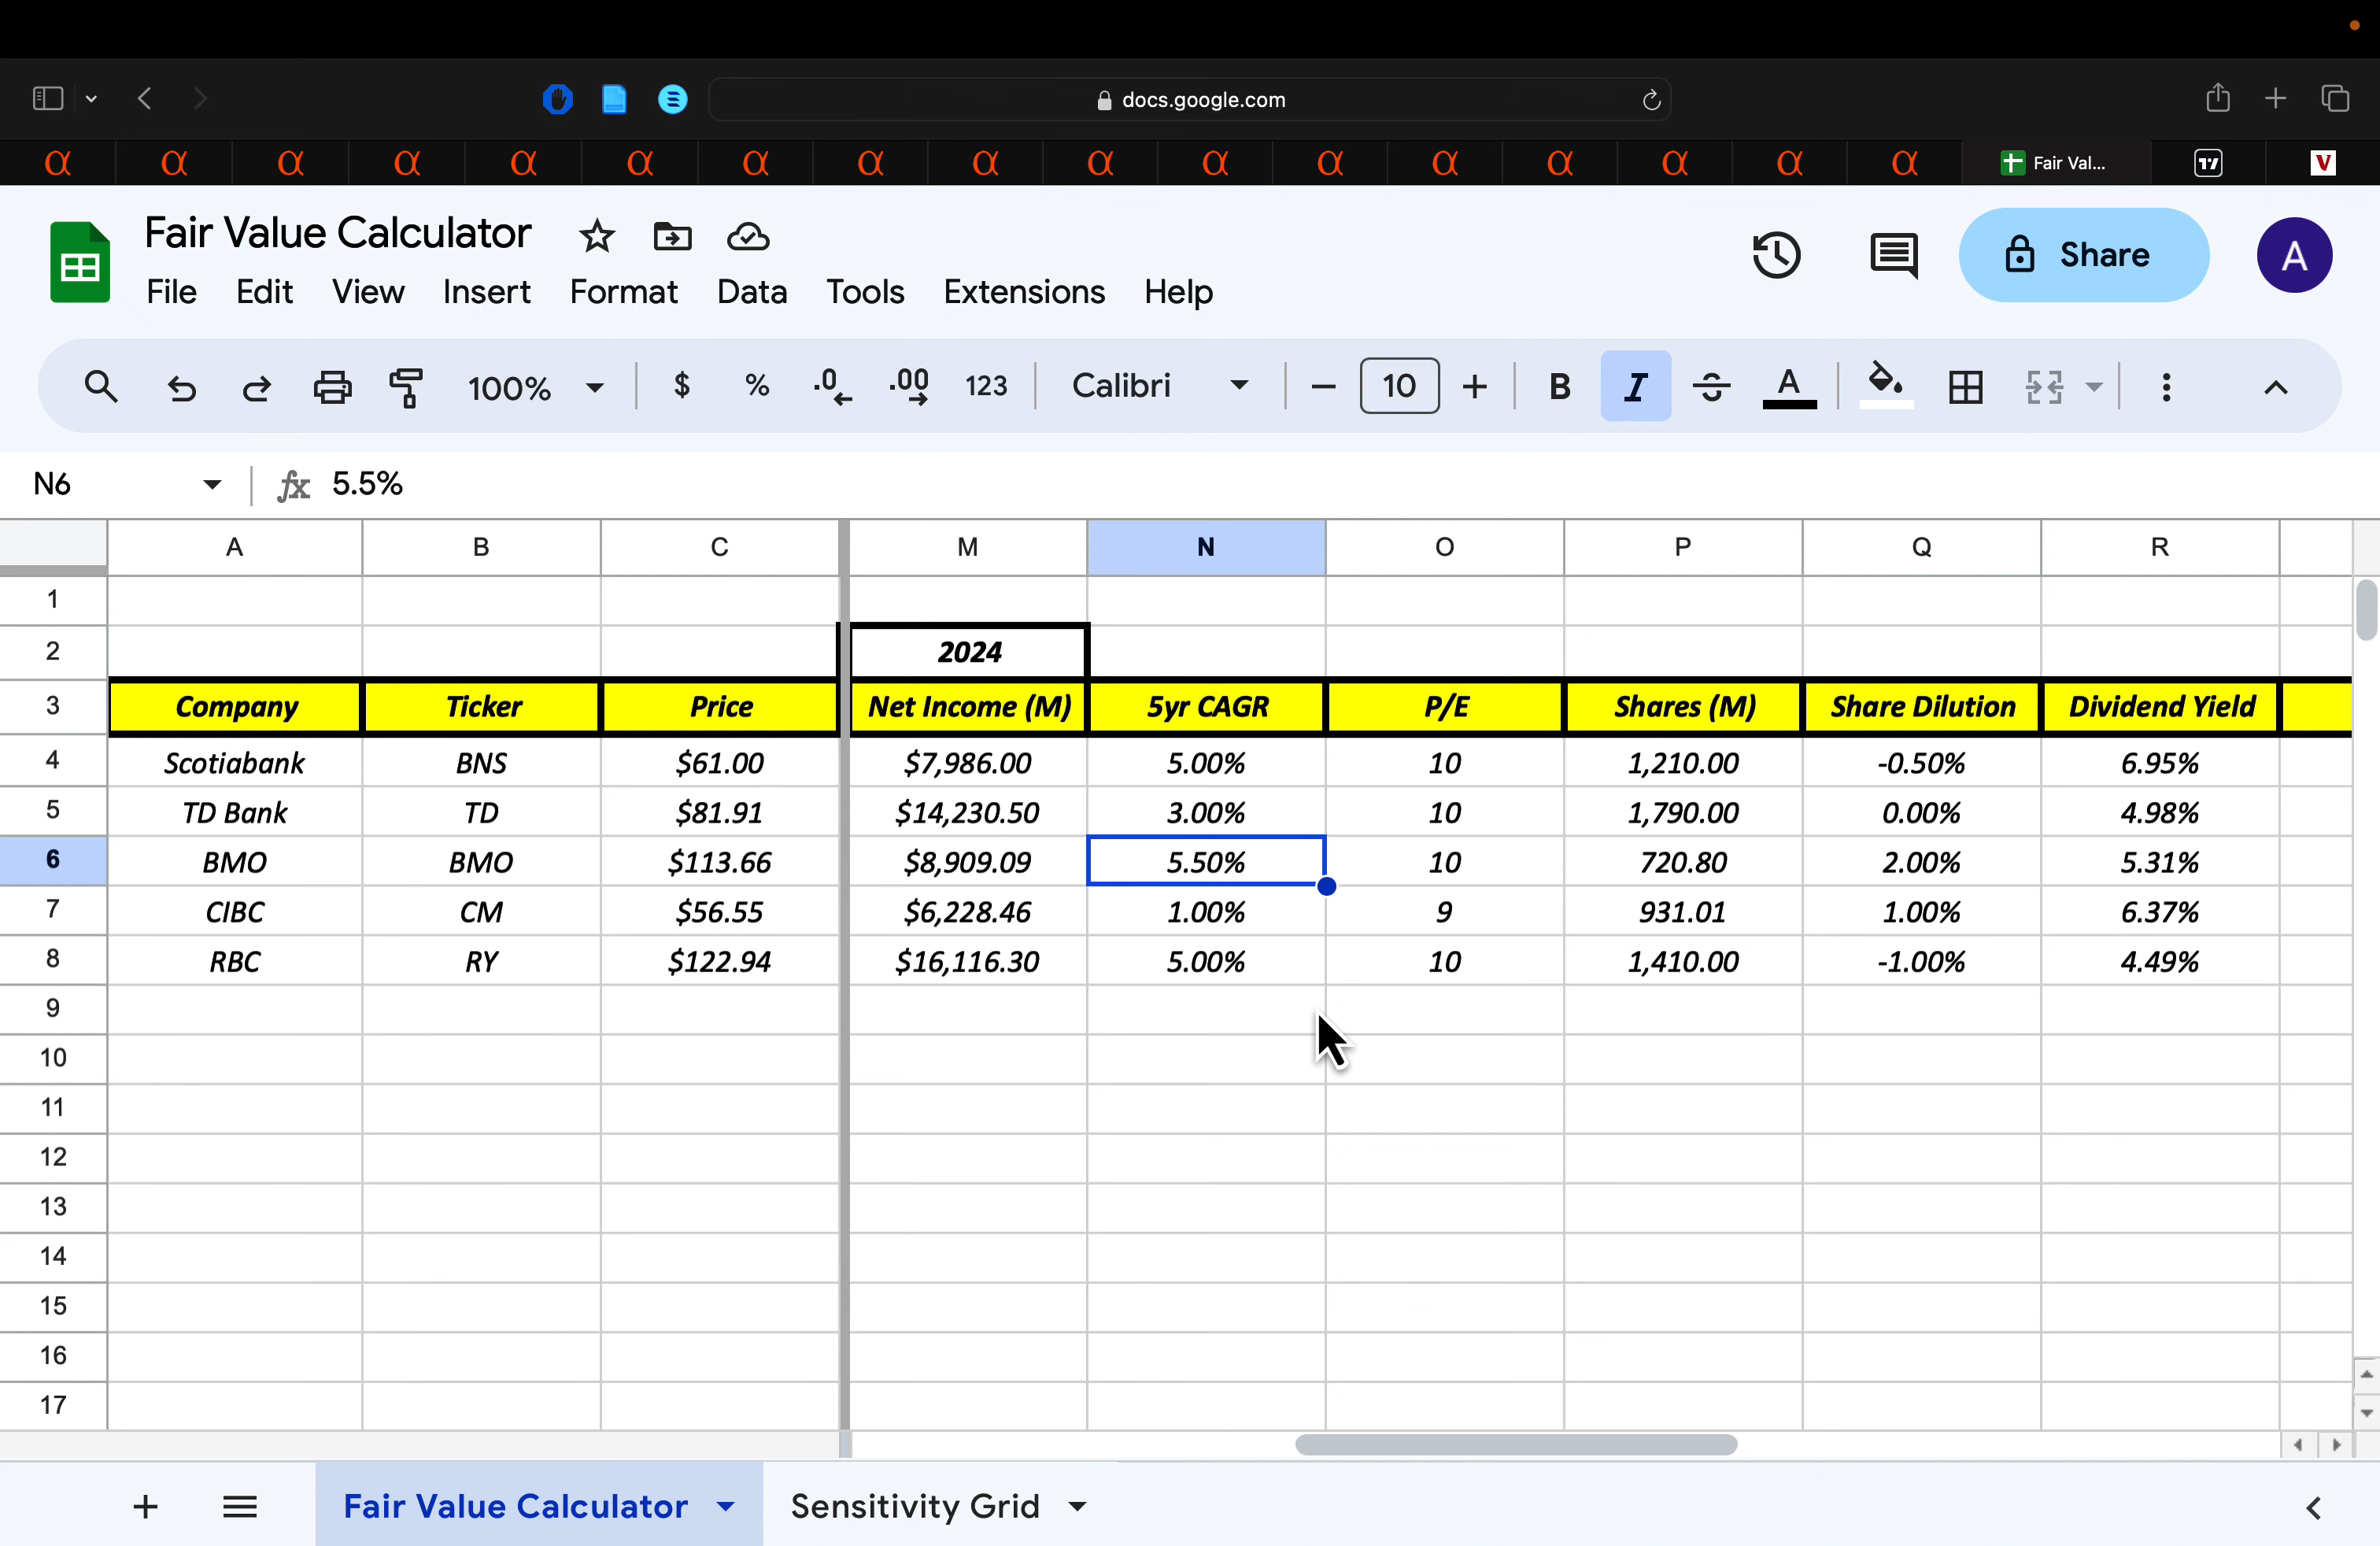 docs.google.com
α α α α α α α α α α α α α α α α α Fair Val... V
Fair Value Calculator
Share
A
File Edit View Insert Format Data Tools Extensions Help
100% $ % .0 .00 123 Calibri 10 B I S A
N6 fx 5.5%
A B C M N O P Q R
1
2 2024
3 Company Ticker Price Net Income (M) 5yr CAGR P/E Shares (M) Share Dilution Dividend Yield
4 Scotiabank BNS $61.00 $7,986.00 5.00% 10 1,210.00 -0.50% 6.95%
5 TD Bank TD $81.91 $14,230.50 3.00% 10 1,790.00 0.00% 4.98%
6 BMO BMO $113.66 $8,909.09 5.50% 10 720.80 2.00% 5.31%
7 CIBC CM $56.55 $6,228.46 1.00% 9 931.01 1.00% 6.37%
8 RBC RY $122.94 $16,116.30 5.00% 10 1,410.00 -1.00% 4.49%
9
10
11
12
13
14
15
16
17
Fair Value Calculator Sensitivity Grid